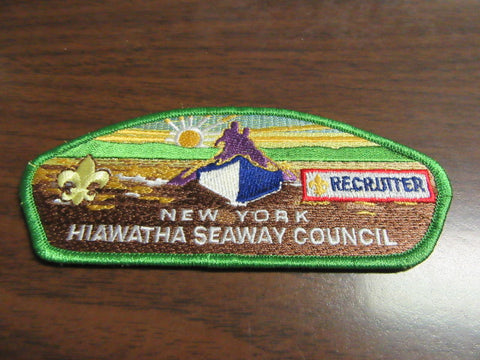 RECRUITER
NEW YORK
HIAWATHA SEAWAY COUNCIL